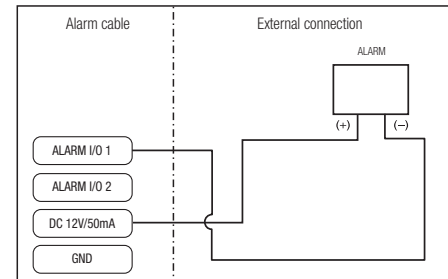 Alarm cable
External connection
ALARM
(+)
(−)
ALARM I/O 1
ALARM I/O 2
DC 12V/50mA
GND